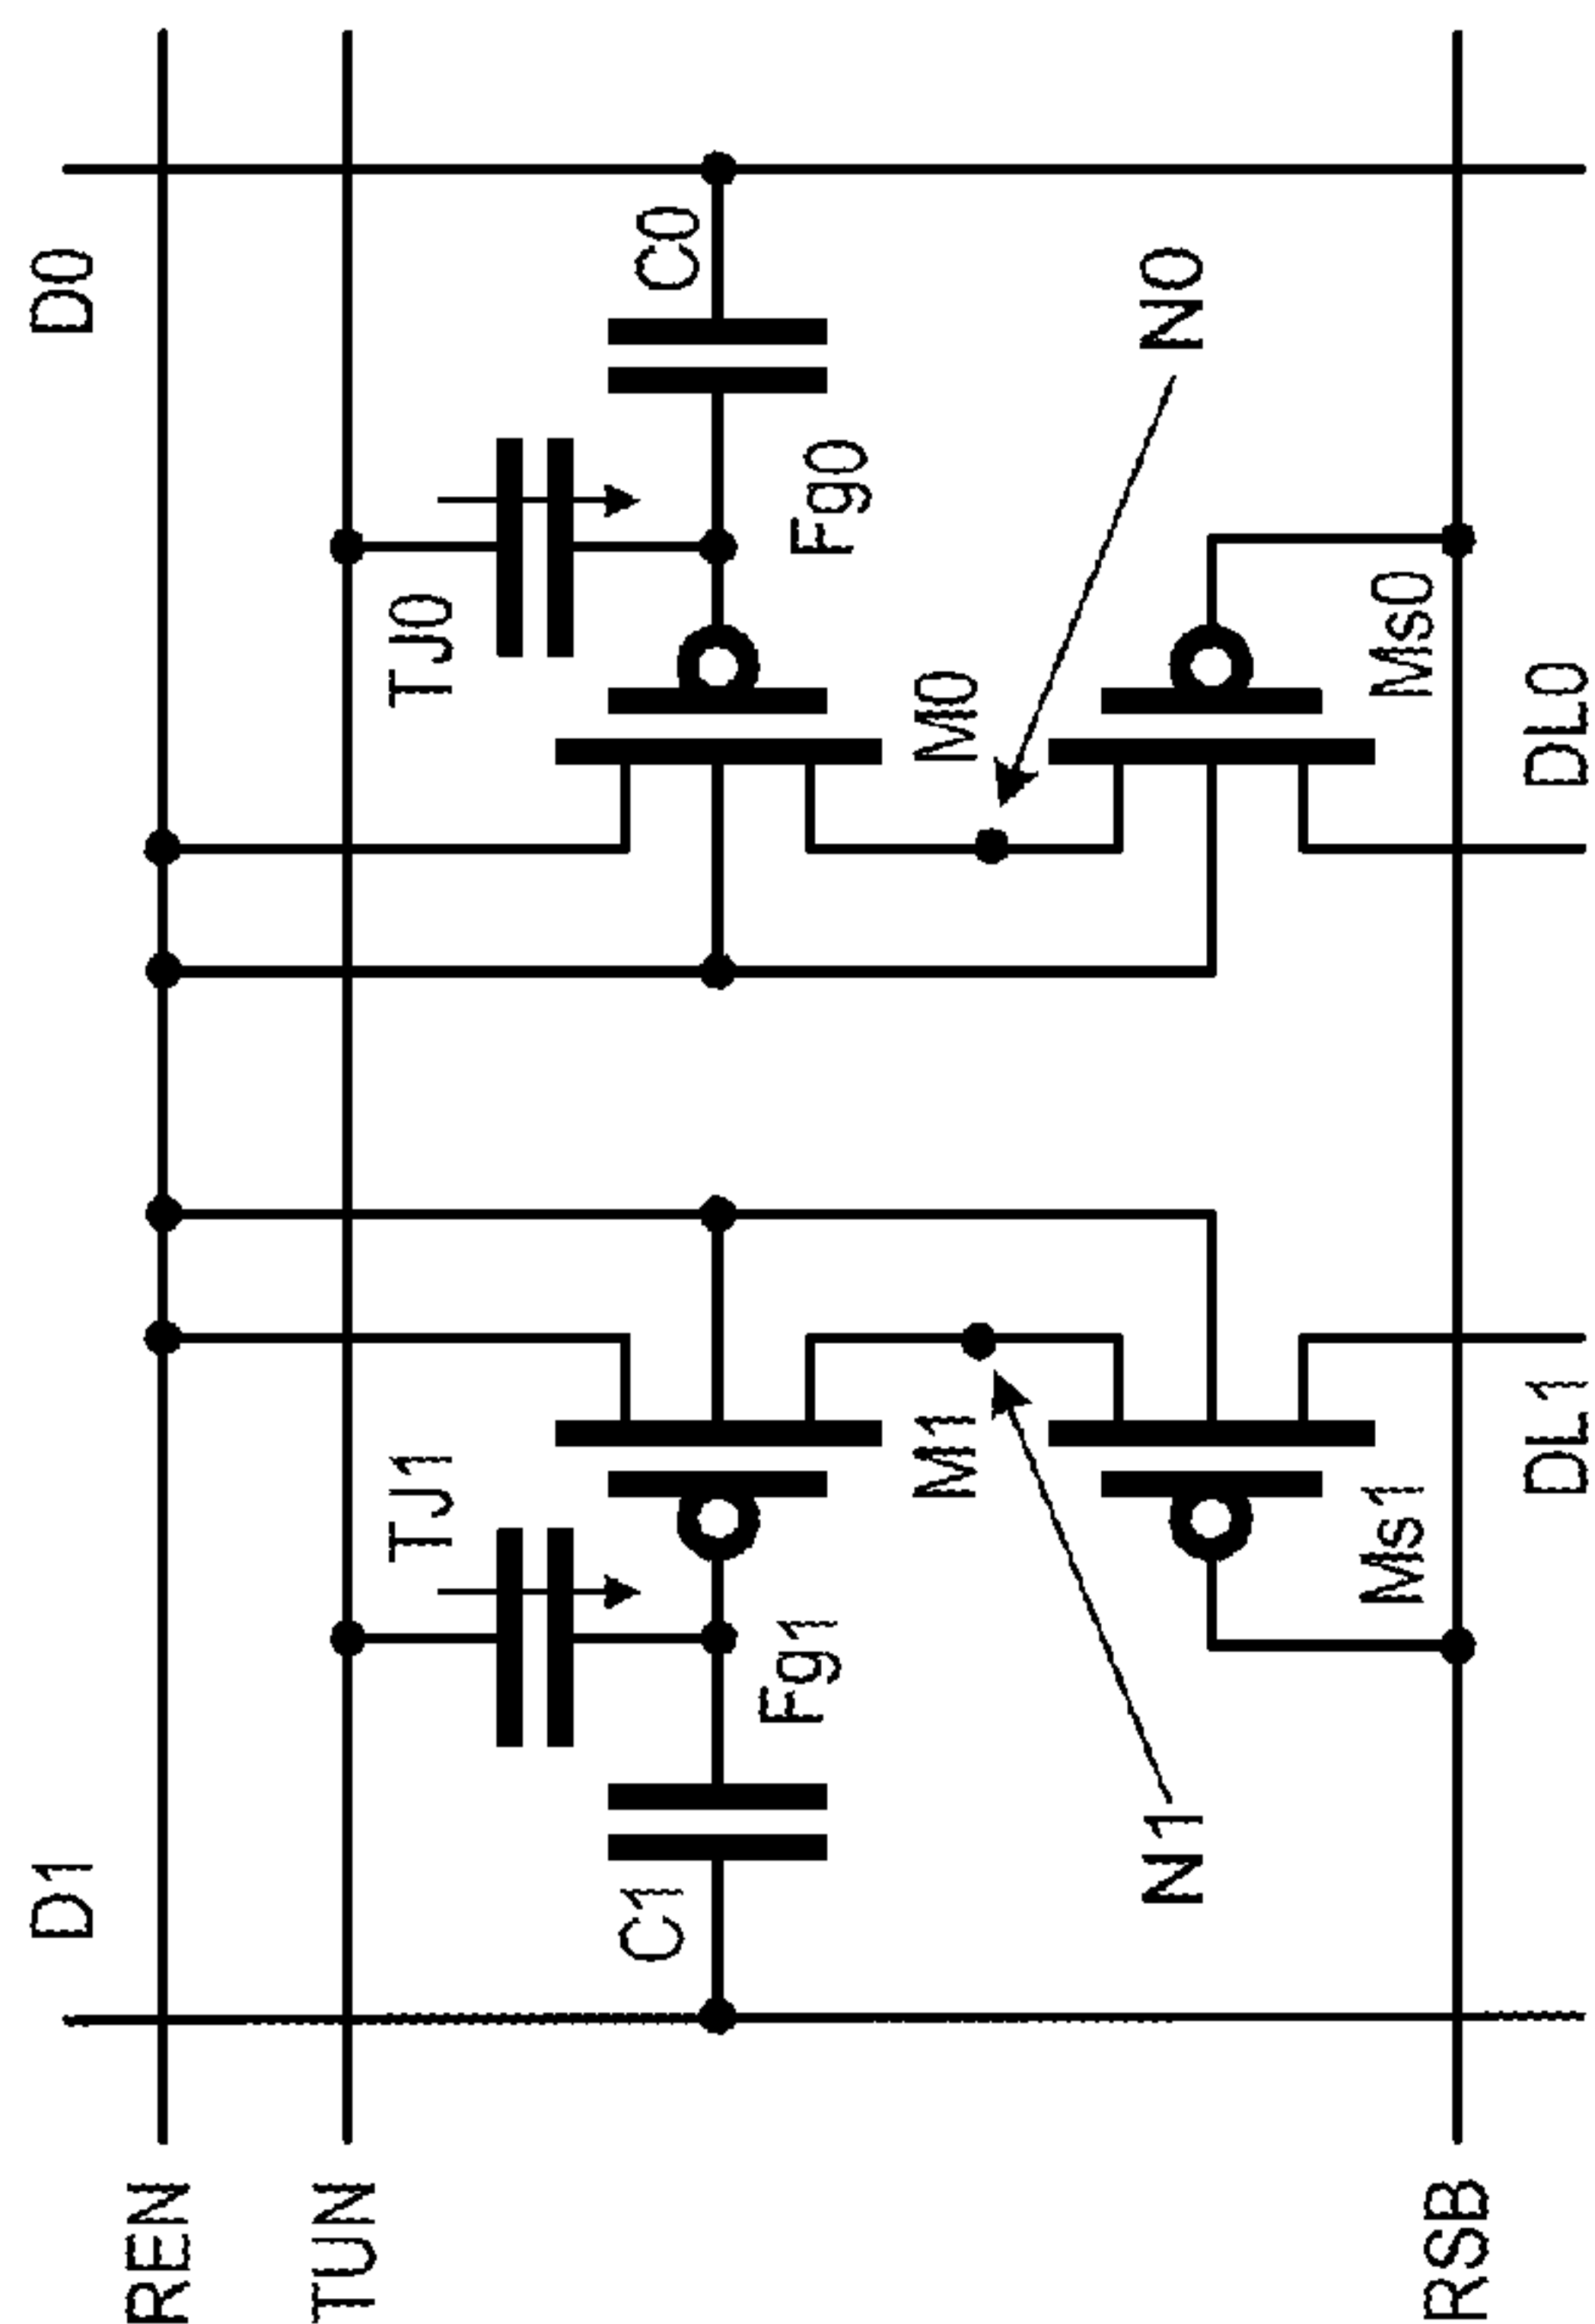 D1 D0
REN
TUN
TJ1 TJ0
C1 C0
Fg1 Fg0
M1 M0
N1 N0
Ms1 Ms0
RSB
DL1 DL0